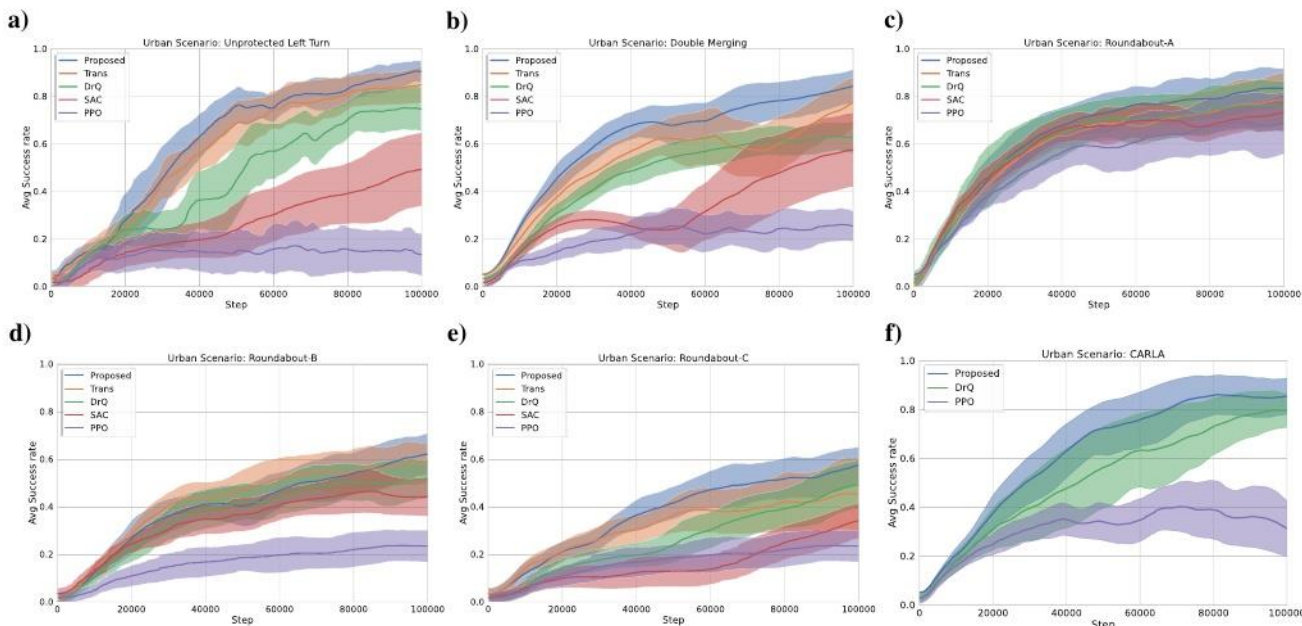 a)
Urban Scenario: Unprotected Left Turn
Avg Success rate
1.0
0.8
0.6
0.4
0.2
0.0
Proposed
Trans
DrQ
SAC
PPO
0 20000 40000 60000 80000 100000
Step
b)
Urban Scenario: Double Merging
Avg Success rate
1.0
0.8
0.6
0.4
0.2
0.0
Proposed
Trans
DrQ
SAC
PPO
0 20000 40000 60000 80000 100000
Step
c)
Urban Scenario: Roundabout-A
Avg Success rate
1.0
0.8
0.6
0.4
0.2
0.0
Proposed
Trans
DrQ
SAC
PPO
0 20000 40000 60000 80000 100000
Step
d)
Urban Scenario: Roundabout-B
Avg Success rate
1.0
0.8
0.6
0.4
0.2
0.0
Proposed
Trans
DrQ
SAC
PPO
0 20000 40000 60000 80000 100000
Step
e)
Urban Scenario: Roundabout-C
Avg Success rate
1.0
0.8
0.6
0.4
0.2
0.0
Proposed
Trans
DrQ
SAC
PPO
0 20000 40000 60000 80000 100000
Step
f)
Urban Scenario: CARLA
Avg Success rate
1.0
0.8
0.6
0.4
0.2
0.0
Proposed
DrQ
PPO
0 20000 40000 60000 80000 100000
Step